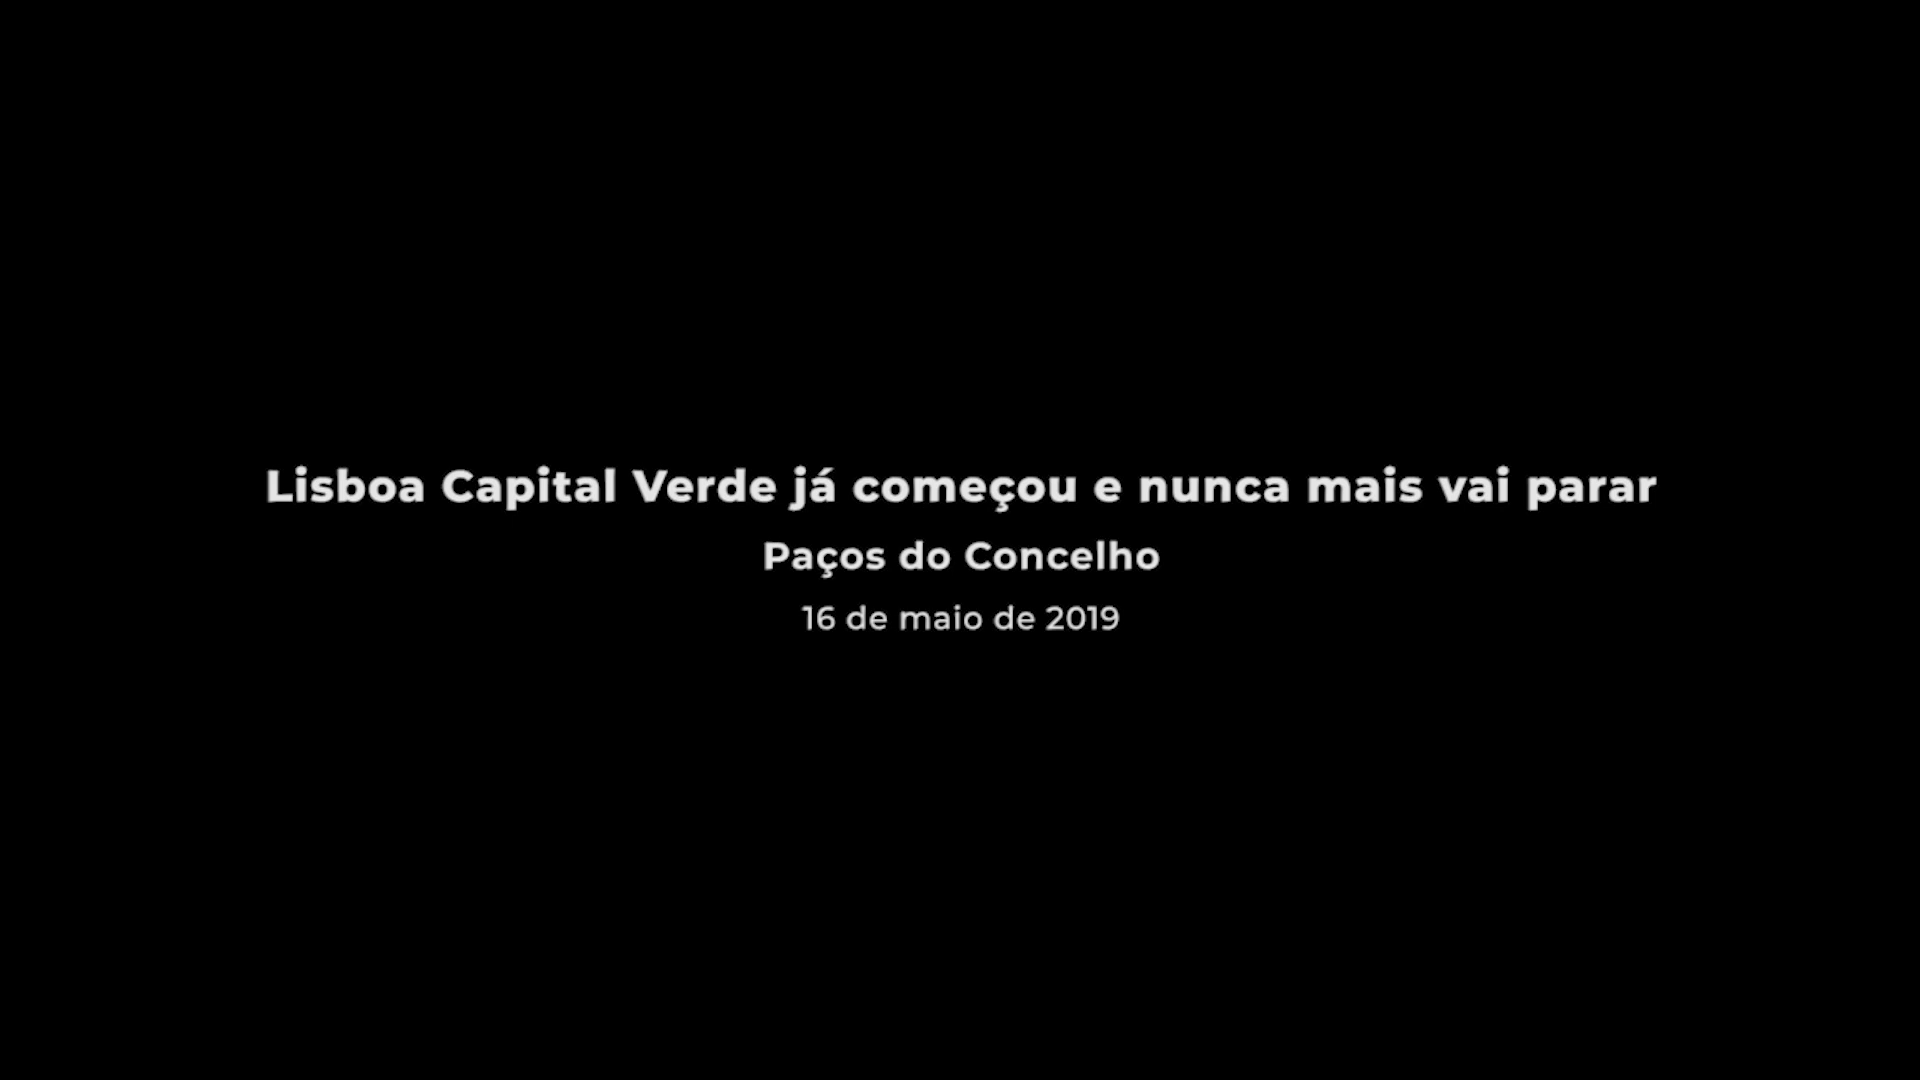 Lisboa Capital Verde já começou e nunca mais vai parar
Paços do Concelho
16 de maio de 2019